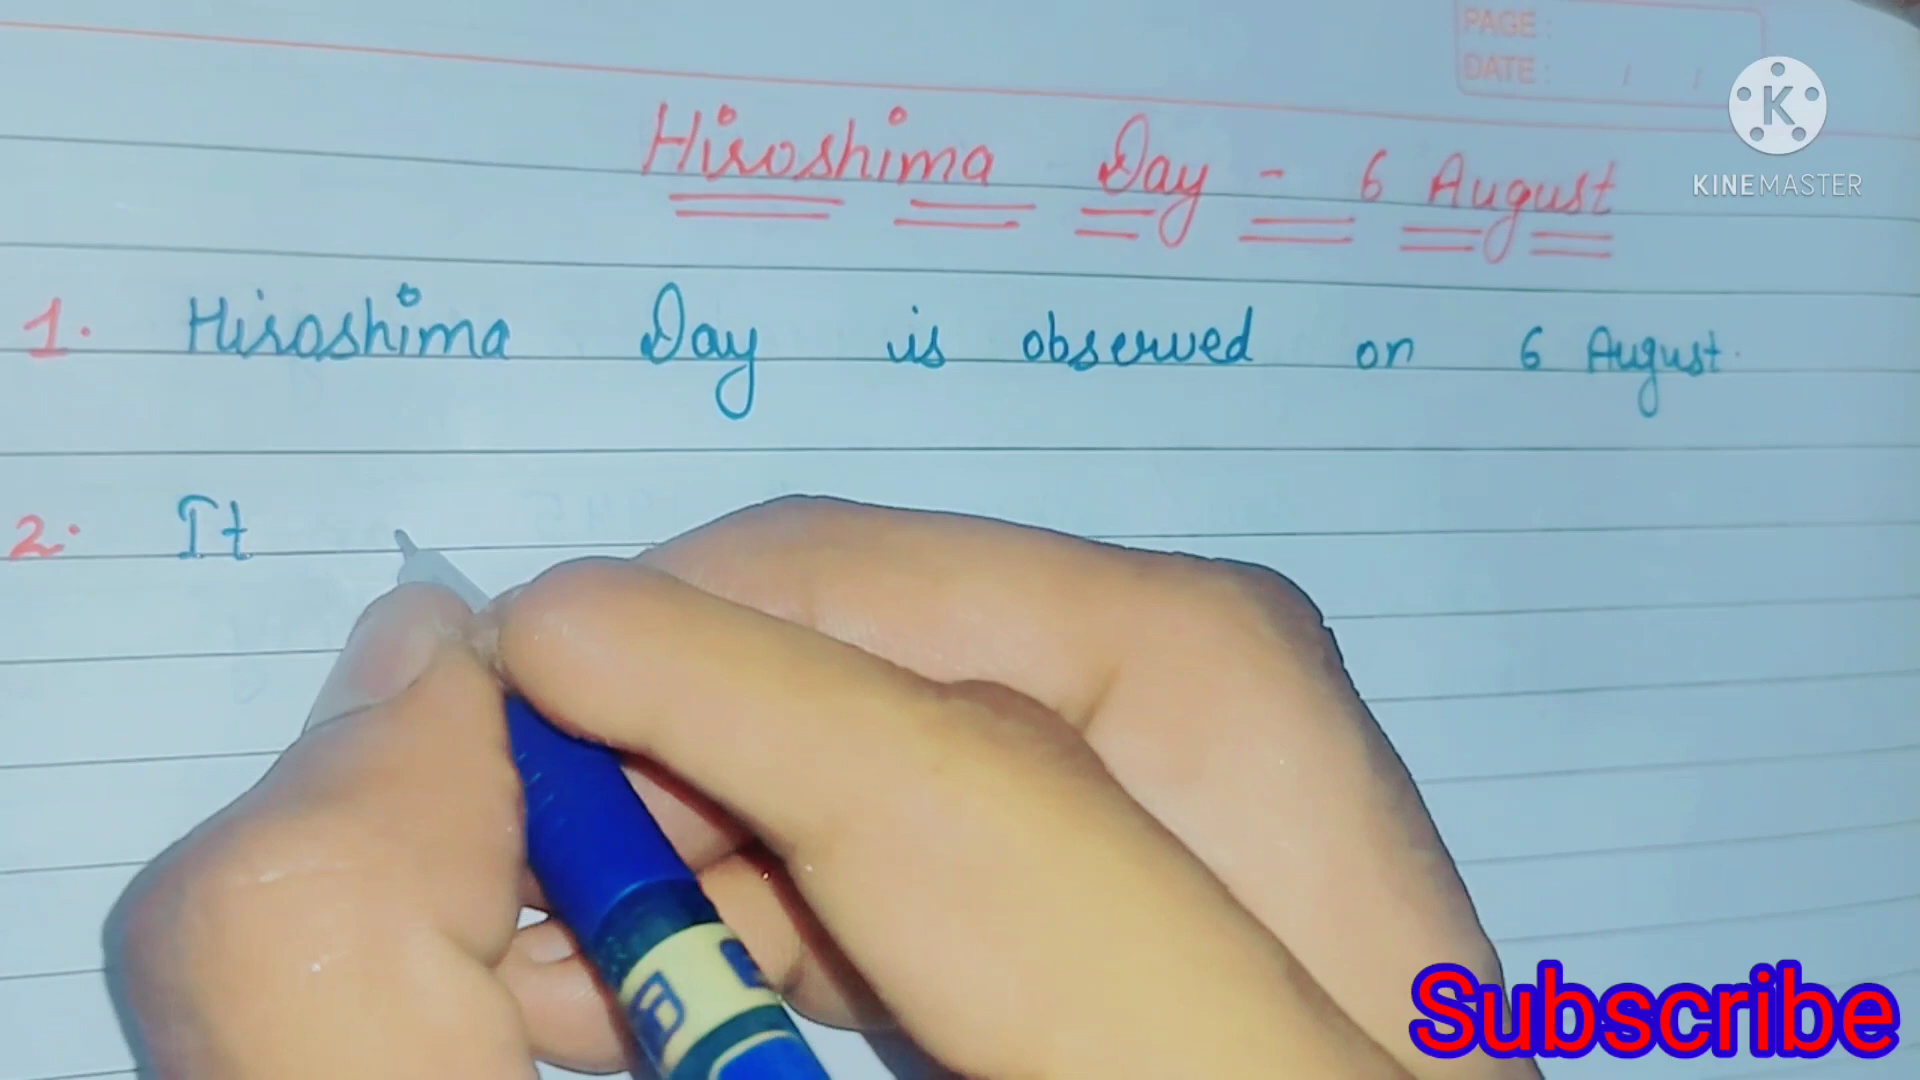 PAGE :
DATE : / /
KINEMASTER
Hiroshima Day - 6 August
1. Hiroshima Day is observed on 6 August.
2. It
Subscribe